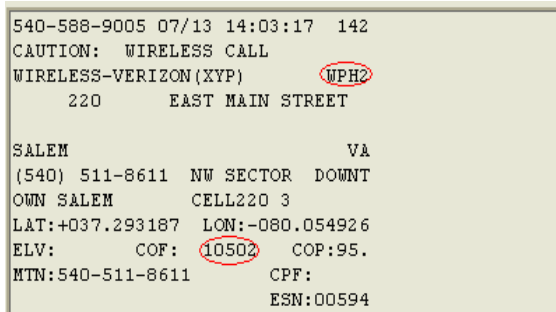 540-588-9005 07/13 14:03:17 142
CAUTION: WIRELESS CALL
WIRELESS-VERIZON(XYP) WPH2
220 EAST MAIN STREET
SALEM VA
(540) 511-8611 NW SECTOR DOWNT
OWN SALEM CELL220 3
LAT:+037.293187 LON:-080.054926
ELV: COF: 10502 COP:95.
MTN:540-511-8611 CPF:
ESN:00594